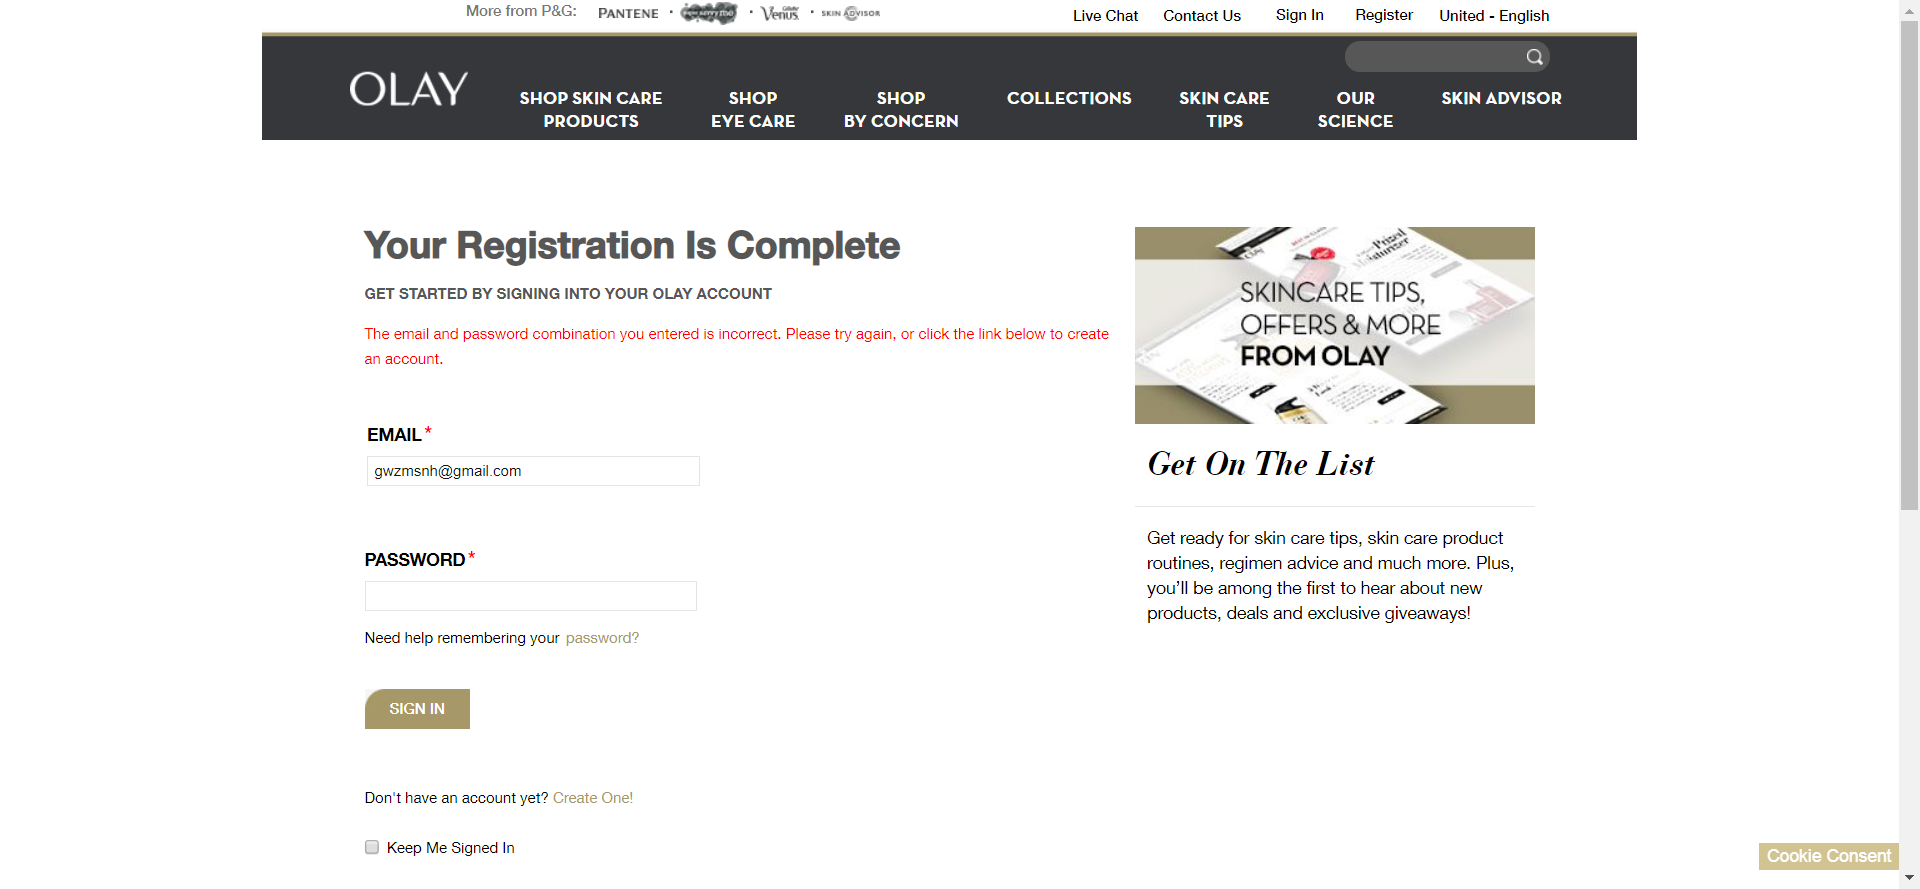 More from P&G:
PANTENE
Venus
SKIN ADVISOR
Live Chat
Contact Us
Sign In
Register
United - English
OLAY
SHOP SKIN CARE
PRODUCTS
SHOP
EYE CARE
SHOP
BY CONCERN
COLLECTIONS
SKIN CARE
TIPS
OUR
SCIENCE
SKIN ADVISOR
Your Registration Is Complete
GET STARTED BY SIGNING INTO YOUR OLAY ACCOUNT
The email and password combination you entered is incorrect. Please try again, or click the link below to create
an account.
EMAIL *
gwzmsnh@gmail.com
PASSWORD *
Need help remembering your password?
SIGN IN
Don't have an account yet? Create One!
Keep Me Signed In
Prized
Moisturizer
SKINCARE TIPS,
OFFERS & MORE
FROM OLAY
Get On The List
Get ready for skin care tips, skin care product
routines, regimen advice and much more. Plus,
you’ll be among the first to hear about new
products, deals and exclusive giveaways!
Cookie Consent